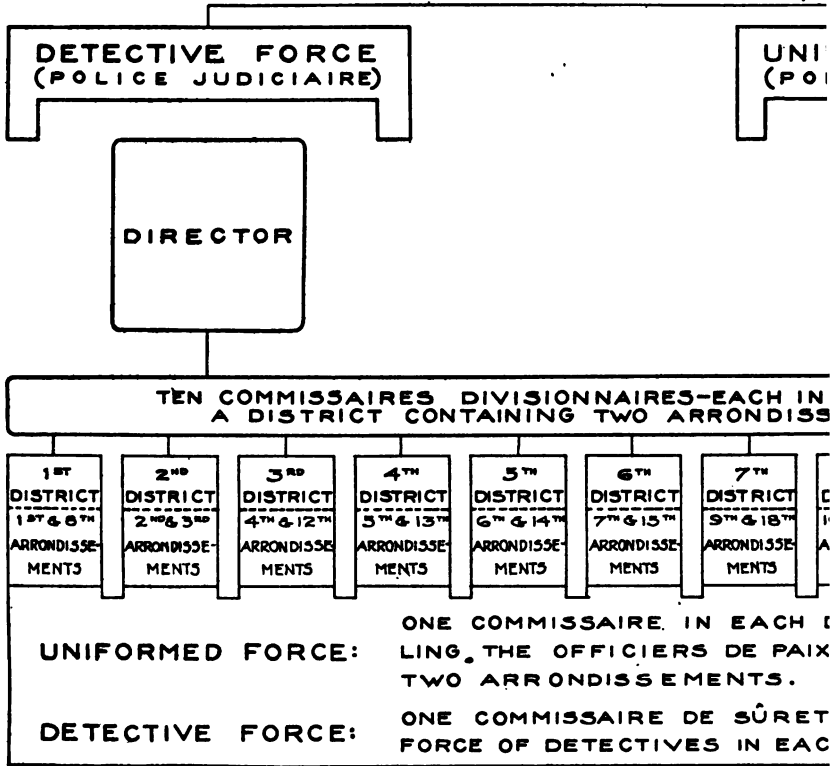 DETECTIVE FORCE
(POLICE JUDICIAIRE)
UNI
(POL
DIRECTOR
TEN COMMISSAIRES DIVISIONNAIRES-EACH IN
A DISTRICT CONTAINING TWO ARRONDISS
1ST DISTRICT
1ST & 8TH
ARRONDISSE-
MENTS
2ND DISTRICT
2ND & 3RD
ARRONDISSE-
MENTS
3RD DISTRICT
4TH & 12TH
ARRONDISSE-
MENTS
4TH DISTRICT
5TH & 13TH
ARRONDISSE-
MENTS
5TH DISTRICT
6TH & 14TH
ARRONDISSE-
MENTS
6TH DISTRICT
7TH & 15TH
ARRONDISSE-
MENTS
7TH DISTRICT
9TH & 18TH
ARRONDISSE-
MENTS
UNIFORMED FORCE:
ONE COMMISSAIRE IN EACH D
LING THE OFFICIERS DE PAIX
TWO ARRONDISSEMENTS.
DETECTIVE FORCE:
ONE COMMISSAIRE DE SÛRET
FORCE OF DETECTIVES IN EAC